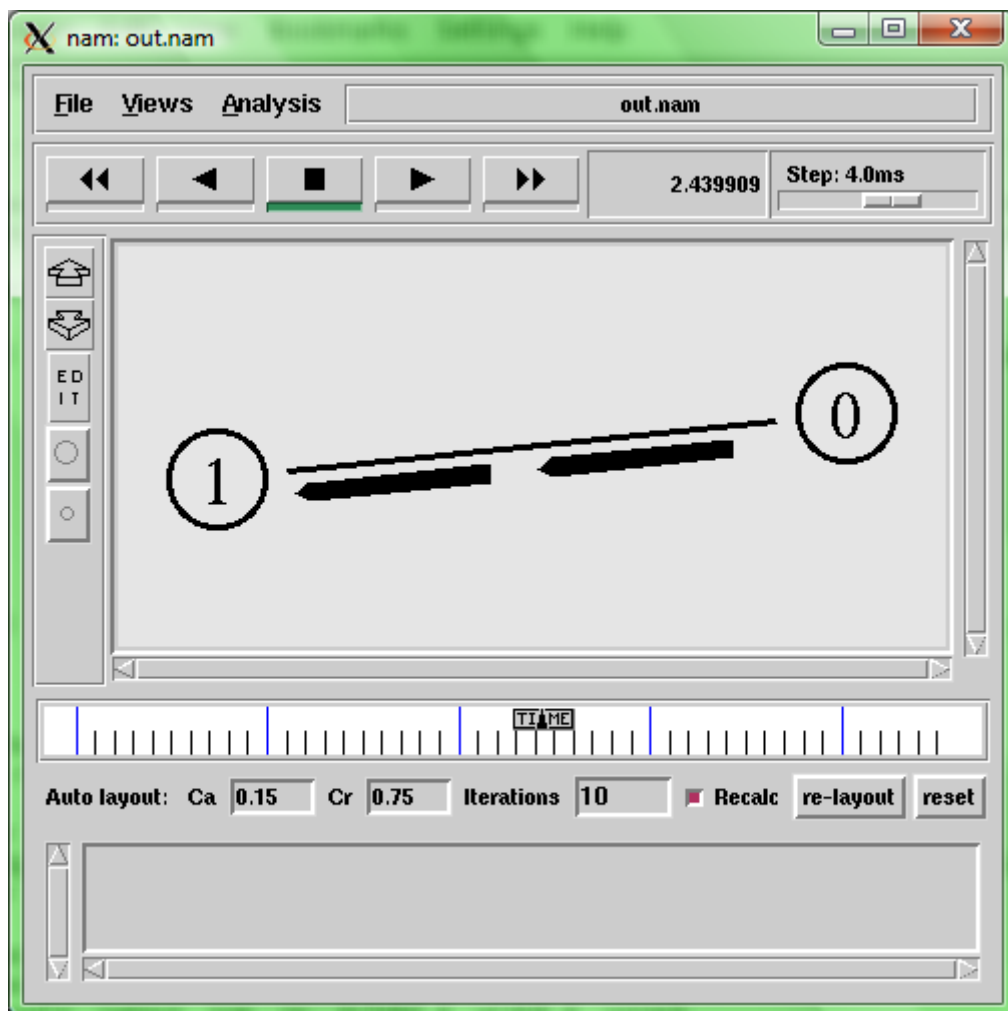 nam: out.nam
File Views Analysis out.nam
2.439909 Step: 4.0ms
ED
IT
0
1
TIME
Auto layout: Ca 0.15 Cr 0.75 Iterations 10 Recalc re-layout reset